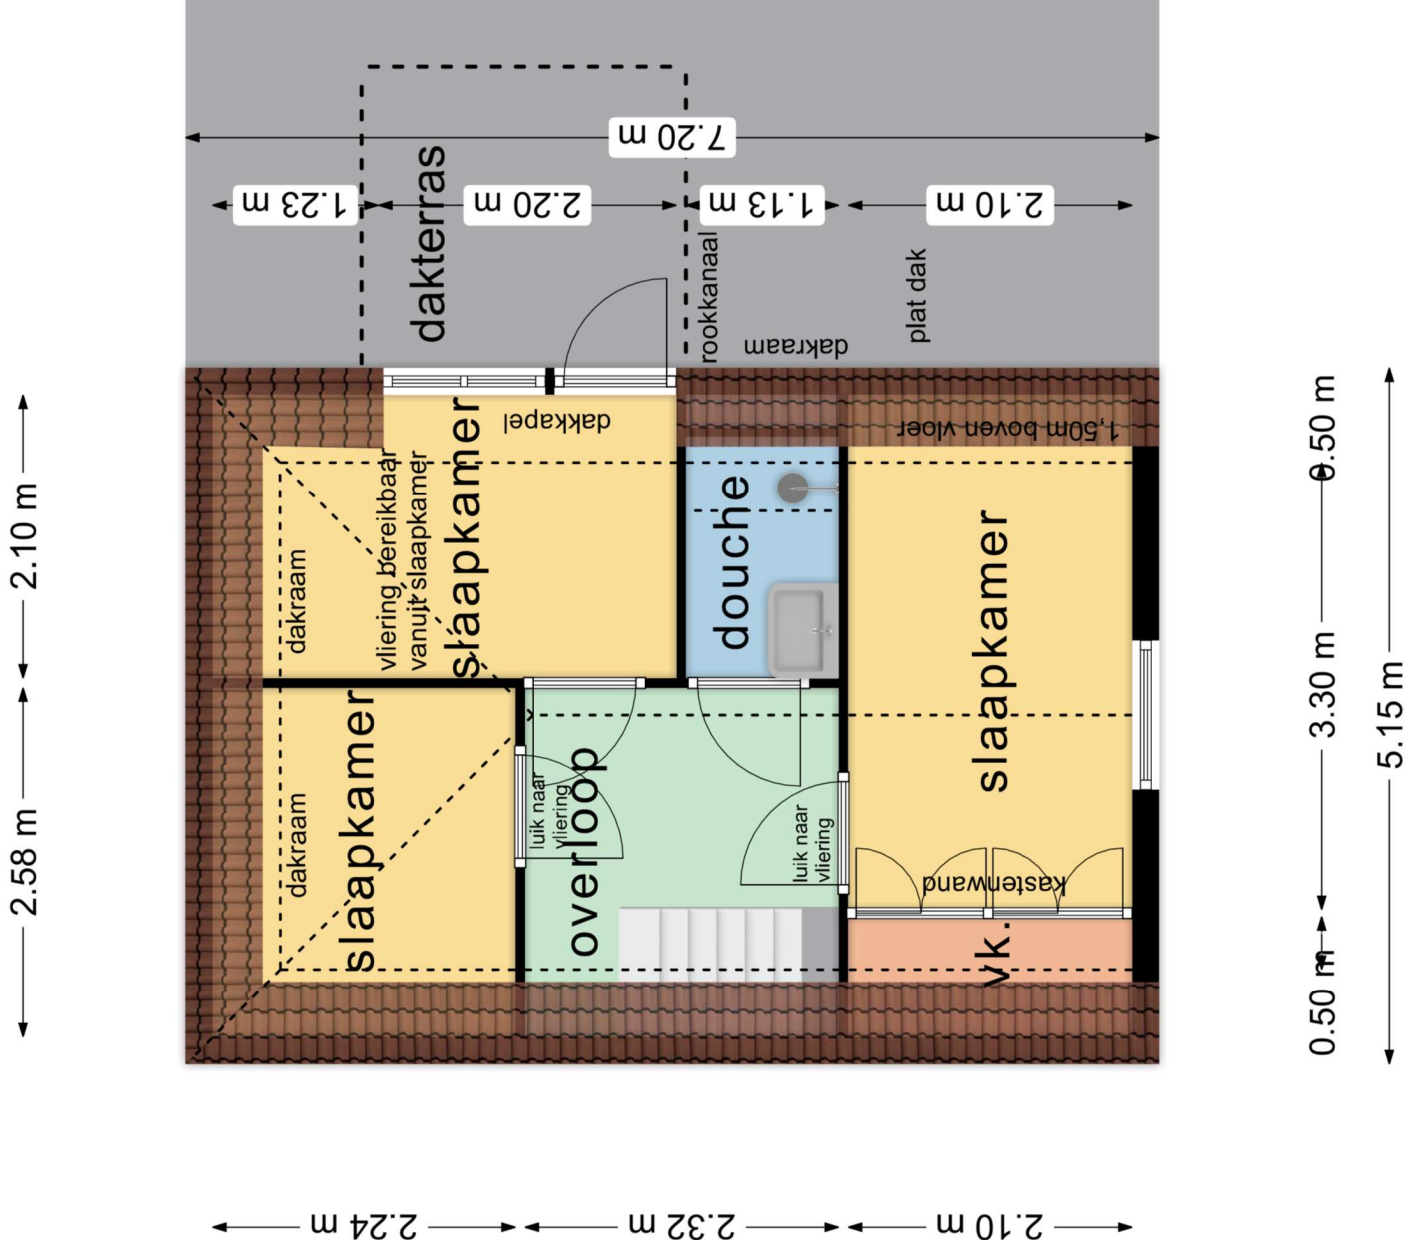 7.20 m
1.23 m
2.20 m
1.13 m
2.10 m
dakterras
rookkanaal
plat dak
dakraam
dakkapel
1,50m boven vloer
slaapkamer
vliering bereikbaar
vanuit slaapkamer
dakraam
douche
slaapkamer
slaapkamer
dakraam
overloop
luik naar
vliering
luik naar
vliering
kastenwand
vk.
2.10 m
2.58 m
0.50 m
3.30 m
0.50 m
5.15 m
2.24 m
2.32 m
2.10 m